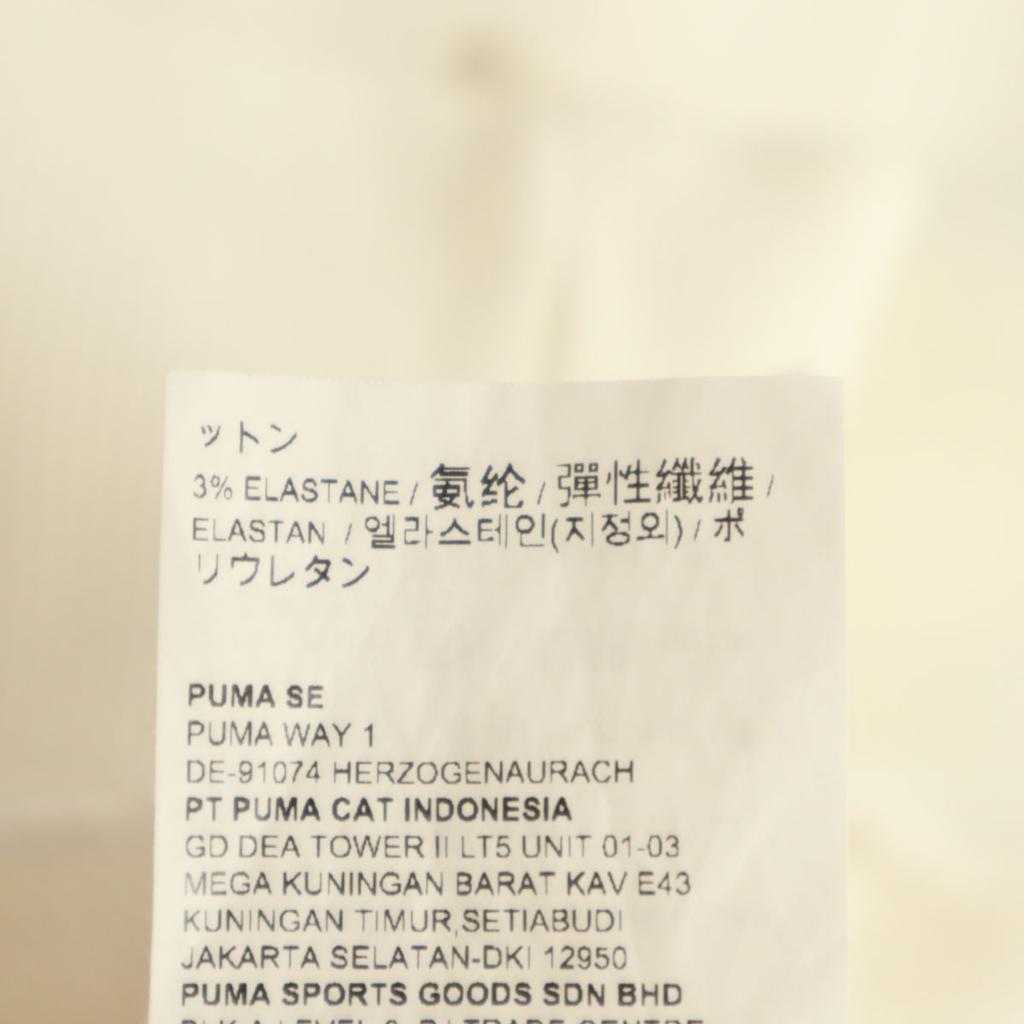 ットン
3% ELASTANE / 氨纶 / 彈性纖維 /
ELASTAN / 엘라스테인(지정외) / ポ
リウレタン
PUMA SE
PUMA WAY 1
DE-91074 HERZOGENAURACH
PT PUMA CAT INDONESIA
GD DEA TOWER II LT5 UNIT 01-03
MEGA KUNINGAN BARAT KAV E43
KUNINGAN TIMUR,SETIABUDI
JAKARTA SELATAN-DKI 12950
PUMA SPORTS GOODS SDN BHD